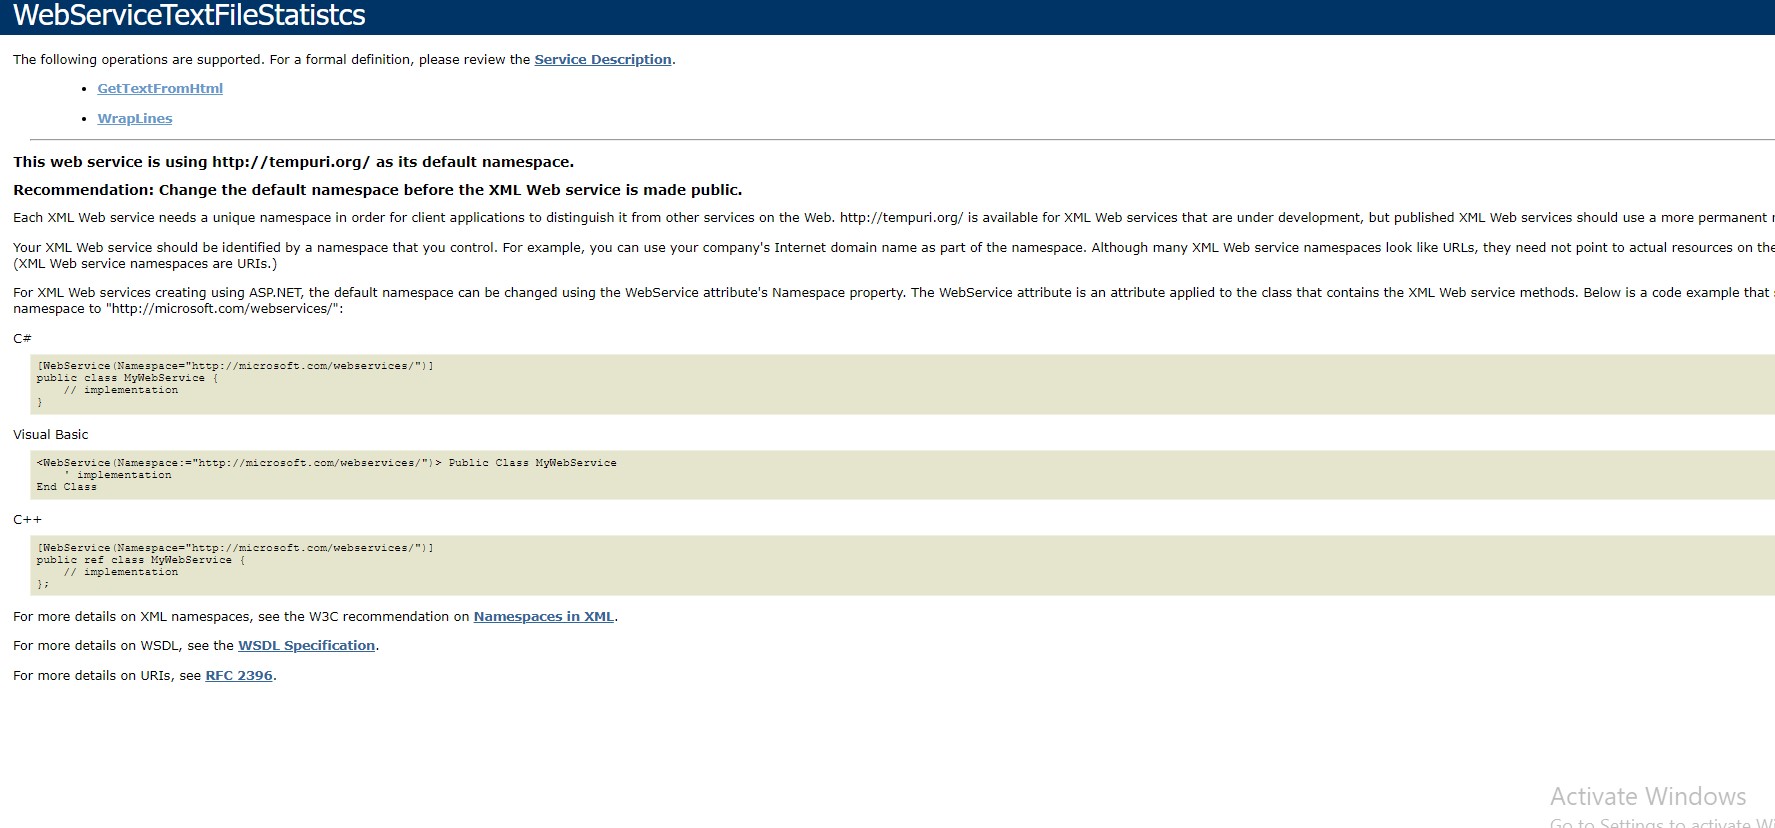 WebServiceTextFileStatistcs
The following operations are supported. For a formal definition, please review the Service Description.
• GetTextFromHtml
• WrapLines
This web service is using http://tempuri.org/ as its default namespace.
Recommendation: Change the default namespace before the XML Web service is made public.
Each XML Web service needs a unique namespace in order for client applications to distinguish it from other services on the Web. http://tempuri.org/ is available for XML Web services that are under development, but published XML Web services should use a more permanent
Your XML Web service should be identified by a namespace that you control. For example, you can use your company's Internet domain name as part of the namespace. Although many XML Web service namespaces look like URLs, they need not point to actual resources on the
(XML Web service namespaces are URIs.)
For XML Web services creating using ASP.NET, the default namespace can be changed using the WebService attribute's Namespace property. The WebService attribute is an attribute applied to the class that contains the XML Web service methods. Below is a code example that
namespace to "http://microsoft.com/webservices/":
C#
[WebService(Namespace="http://microsoft.com/webservices/")]
public class MyWebService {
// implementation
}
Visual Basic
<WebService(Namespace:="http://microsoft.com/webservices/")> Public Class MyWebService
' implementation
End Class
C++
[WebService(Namespace="http://microsoft.com/webservices/")]
public ref class MyWebService {
// implementation
};
For more details on XML namespaces, see the W3C recommendation on Namespaces in XML.
For more details on WSDL, see the WSDL Specification.
For more details on URIs, see RFC 2396.
Activate Windows
Go to Settings to activate